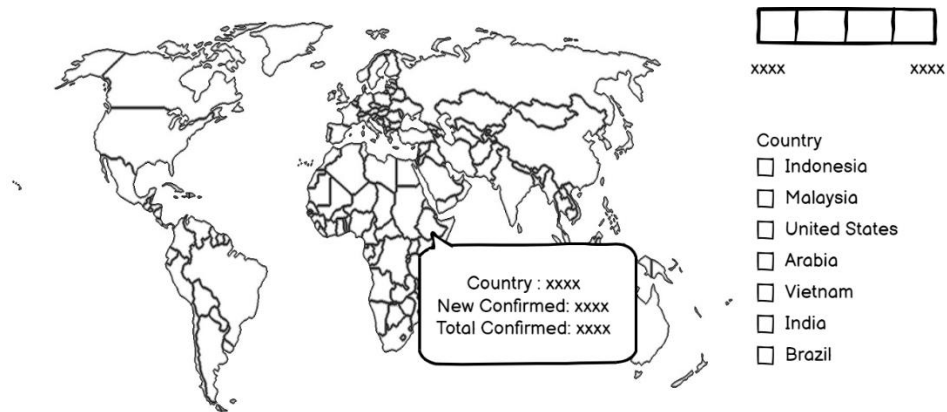 xxxx xxxx
Country
Indonesia
Malaysia
United States
Arabia
Vietnam
India
Brazil
Country : xxxx
New Confirmed: xxxx
Total Confirmed: xxxx